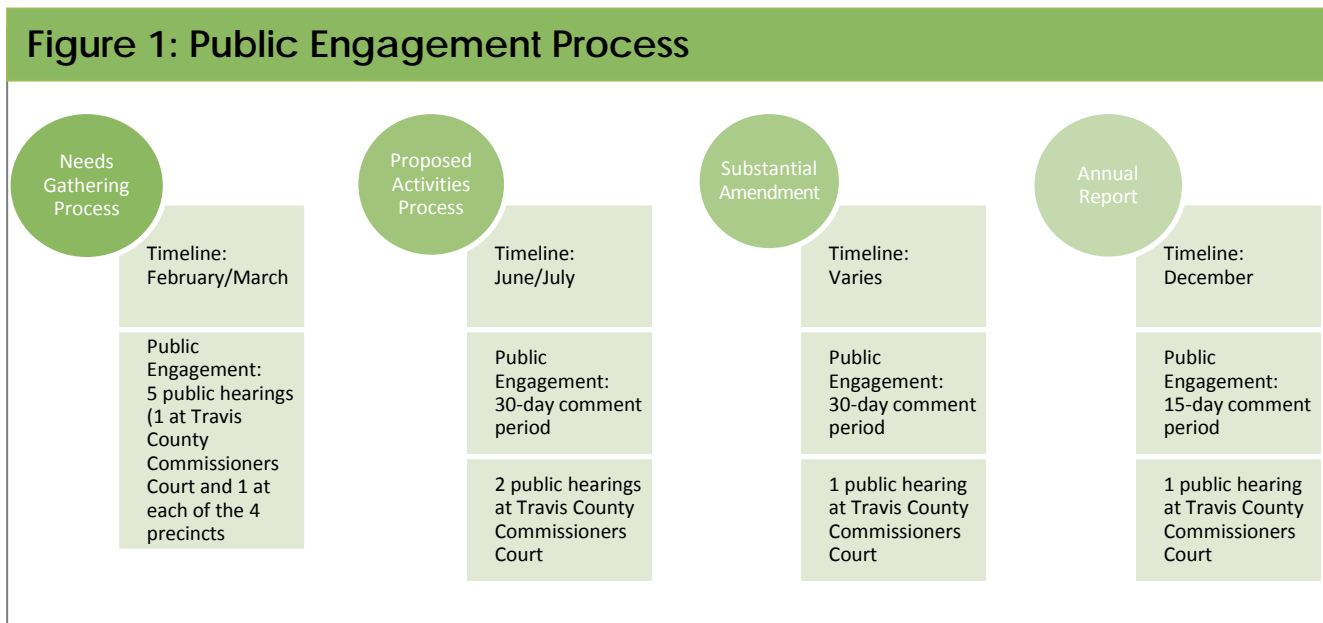 Figure 1: Public Engagement Process
Needs
Gathering
Process
Timeline:
February/March
Public
Engagement:
5 public hearings
(1 at Travis
County
Commissioners
Court and 1 at
each of the 4
precincts
Proposed
Activities
Process
Timeline:
June/July
Public
Engagement:
30-day comment
period
2 public hearings
at Travis County
Commissioners
Court
Substantial
Amendment
Timeline:
Varies
Public
Engagement:
30-day comment
period
1 public hearing
at Travis County
Commissioners
Court
Annual
Report
Timeline:
December
Public
Engagement:
15-day comment
period
1 public hearing
at Travis County
Commissioners
Court